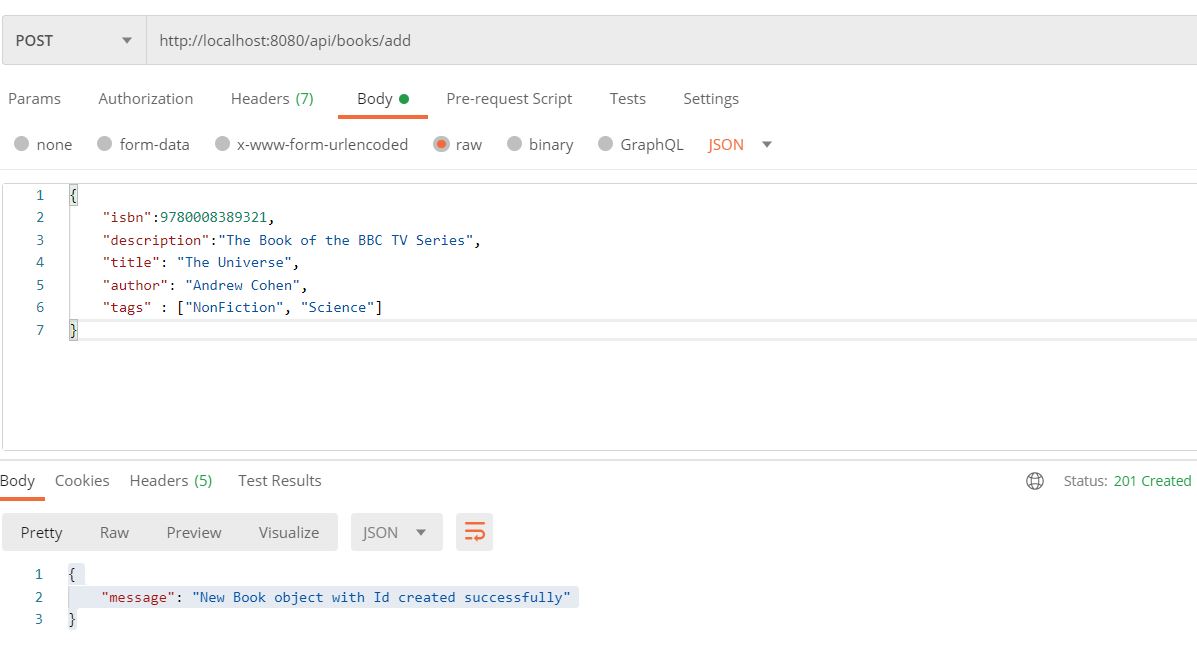 POST http://localhost:8080/api/books/add
Params Authorization Headers (7) Body Pre-request Script Tests Settings
none form-data x-www-form-urlencoded raw binary GraphQL JSON
1 {
2 "isbn":9780008389321,
3 "description":"The Book of the BBC TV Series",
4 "title": "The Universe",
5 "author": "Andrew Cohen",
6 "tags" : ["NonFiction", "Science"]
7 }
Body Cookies Headers (5) Test Results Status: 201 Created
Pretty Raw Preview Visualize JSON
1 {
2 "message": "New Book object with Id created successfully"
3 }